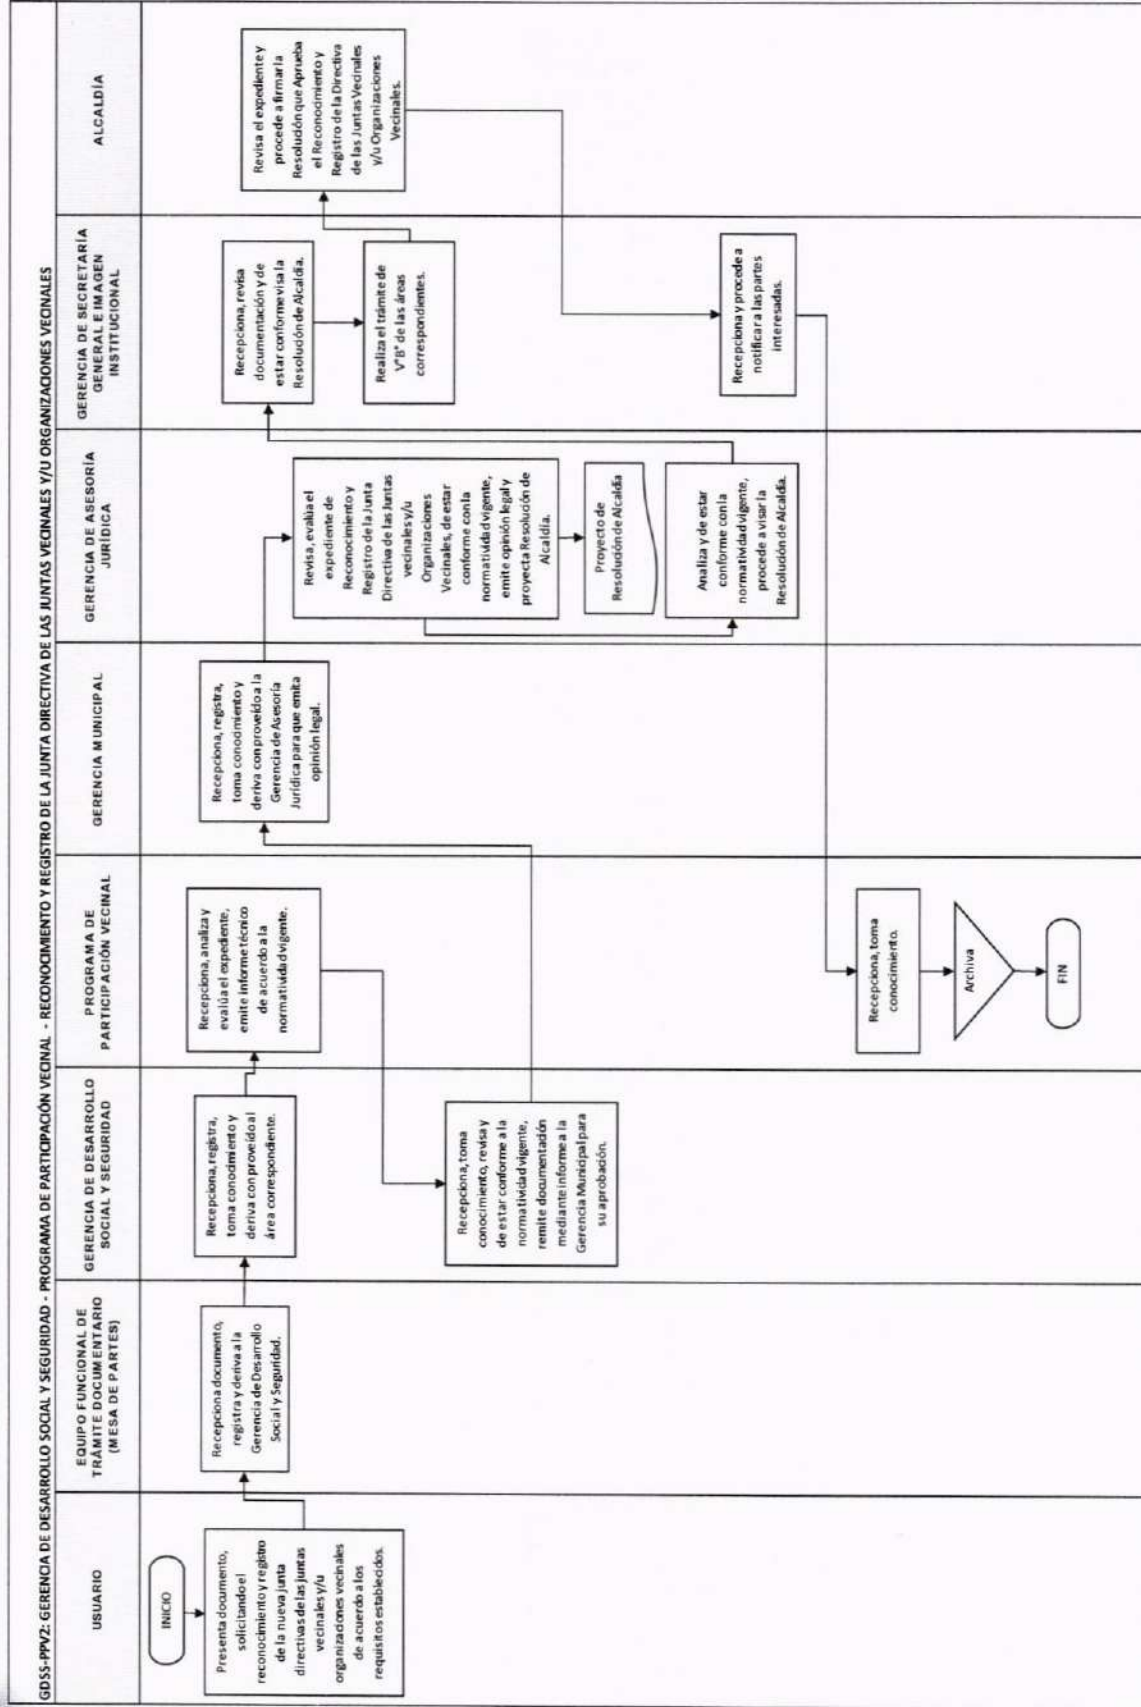 GDSS-PPV2: GERENCIA DE DESARROLLO SOCIAL Y SEGURIDAD - PROGRAMA DE PARTICIPACIÓN VECINAL - RECONOCIMIENTO Y REGISTRO DE LA JUNTA DIRECTIVA DE LAS JUNTAS VECINALES Y/U ORGANIZACIONES VECINALES
USUARIO
EQUIPO FUNCIONAL DE
TRÁMITE DOCUMENTARIO
(MESA DE PARTES)
GERENCIA DE DESARROLLO
SOCIAL Y SEGURIDAD
PROGRAMA DE
PARTICIPACIÓN VECINAL
GERENCIA MUNICIPAL
GERENCIA DE ASESORÍA
JURÍDICA
GERENCIA DE SECRETARÍA
GENERAL E IMAGEN
INSTITUCIONAL
ALCALDÍA
INICIO
Presenta documento,
solicitando el
reconocimiento y registro
de la nueva junta
directivas de las juntas
vecinales y/u
organizaciones vecinales
de acuerdo a los
requisitos establecidos.
Recepciona documento,
registra y deriva a la
Gerencia de Desarrollo
Social y Seguridad.
Recepciona, registra,
toma conocimiento y
deriva con proveído al
área correspondiente.
Recepciona, analiza y
evalúa el expediente,
emite informe técnico
de acuerdo a la
normatividad vigente.
Recepciona, toma
conocimiento, revisa y
de estar conforme a la
normatividad vigente,
remite documentación
mediante informe a la
Gerencia Municipal para
su aprobación.
Recepciona, registra,
toma conocimiento y
deriva con proveído a la
Gerencia de Asesoría
Jurídica para que emita
opinión legal.
Revisa, evalúa el
expediente de
Reconocimiento y
Registro de la Junta
Directiva de las Juntas
vecinales y/u
Organizaciones
Vecinales, de estar
conforme con la
normatividad vigente,
emite opinión legal y
proyecta Resolución de
Alcaldía.
Proyecto de
Resolución de Alcaldía
Analiza y de estar
conforme con la
normatividad vigente,
procede a visar la
Resolución de Alcaldía.
Recepciona, revisa
documentación y de
estar conforme visa la
Resolución de Alcaldía.
Realiza el trámite de
V°B° de las áreas
correspondientes.
Revisa el expediente y
procede a firmar la
Resolución que Aprueba
el Reconocimiento y
Registro de la Directiva
de las Juntas Vecinales
y/u Organizaciones
Vecinales.
Recepciona y procede a
notificar a las partes
interesadas.
Recepciona, toma
conocimiento.
Archiva
FIN